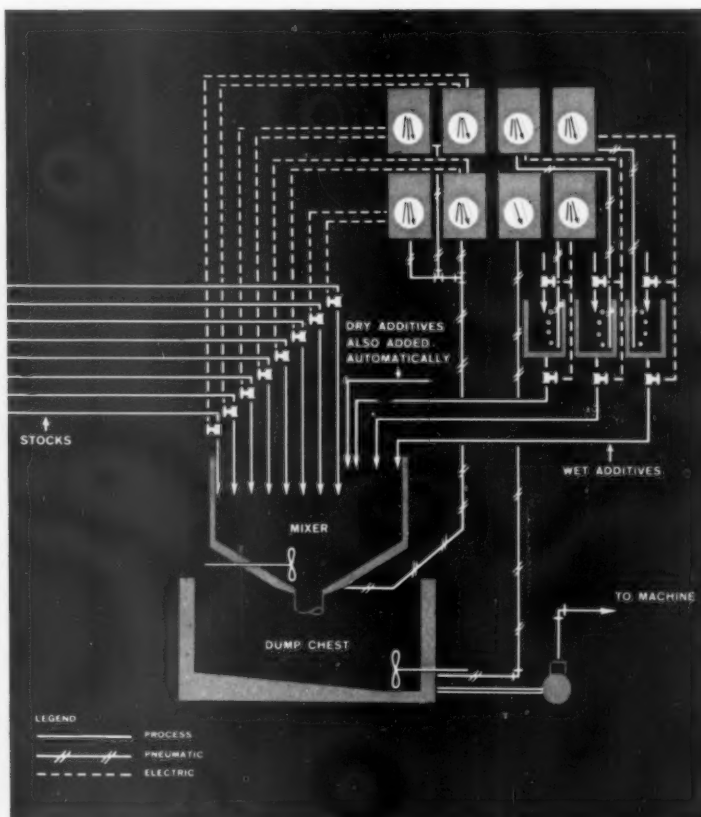 DRY ADDITIVES
ALSO ADDED
AUTOMATICALLY
STOCKS
WET ADDITIVES
MIXER
TO MACHINE
DUMP CHEST
LEGEND
PROCESS
PNEUMATIC
ELECTRIC